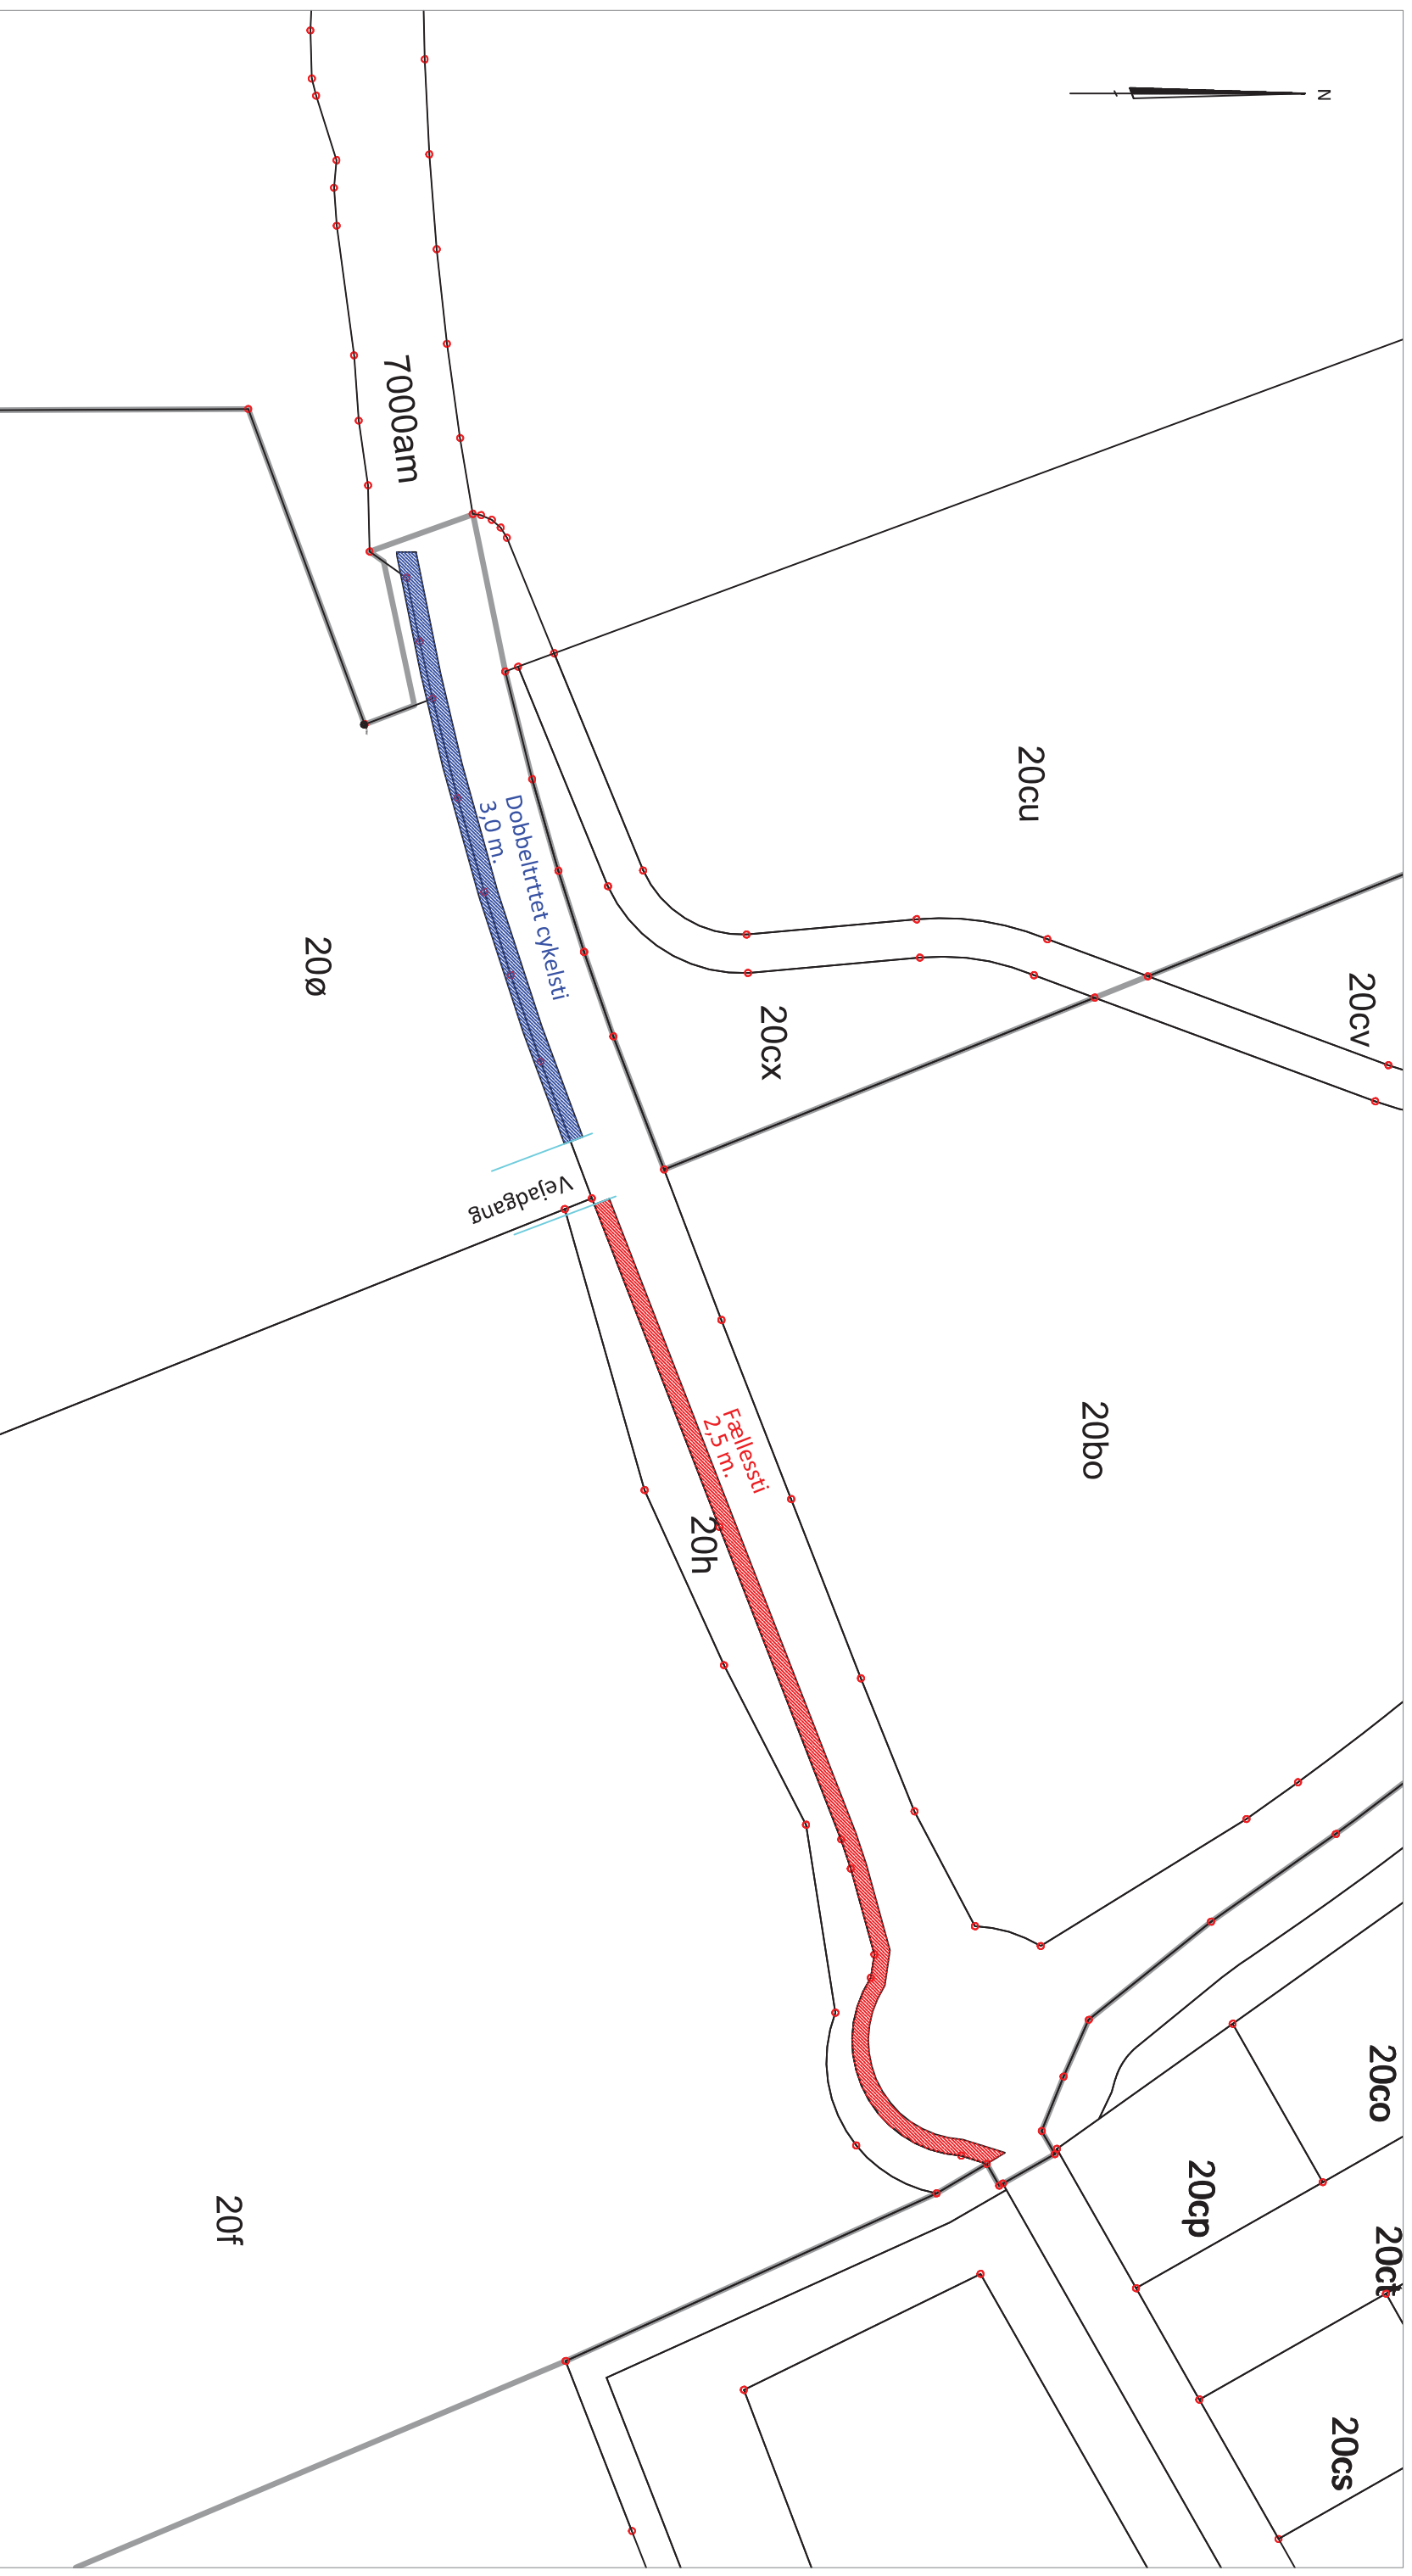 N
7000am
20cu
20cv
20ø
20cx
Dobbeltrttet cykelsti
3,0 m.
Vejadgang
20bo
Fællessti
2,5 m.
20h
20co
20cp
20ct
20f
20cs